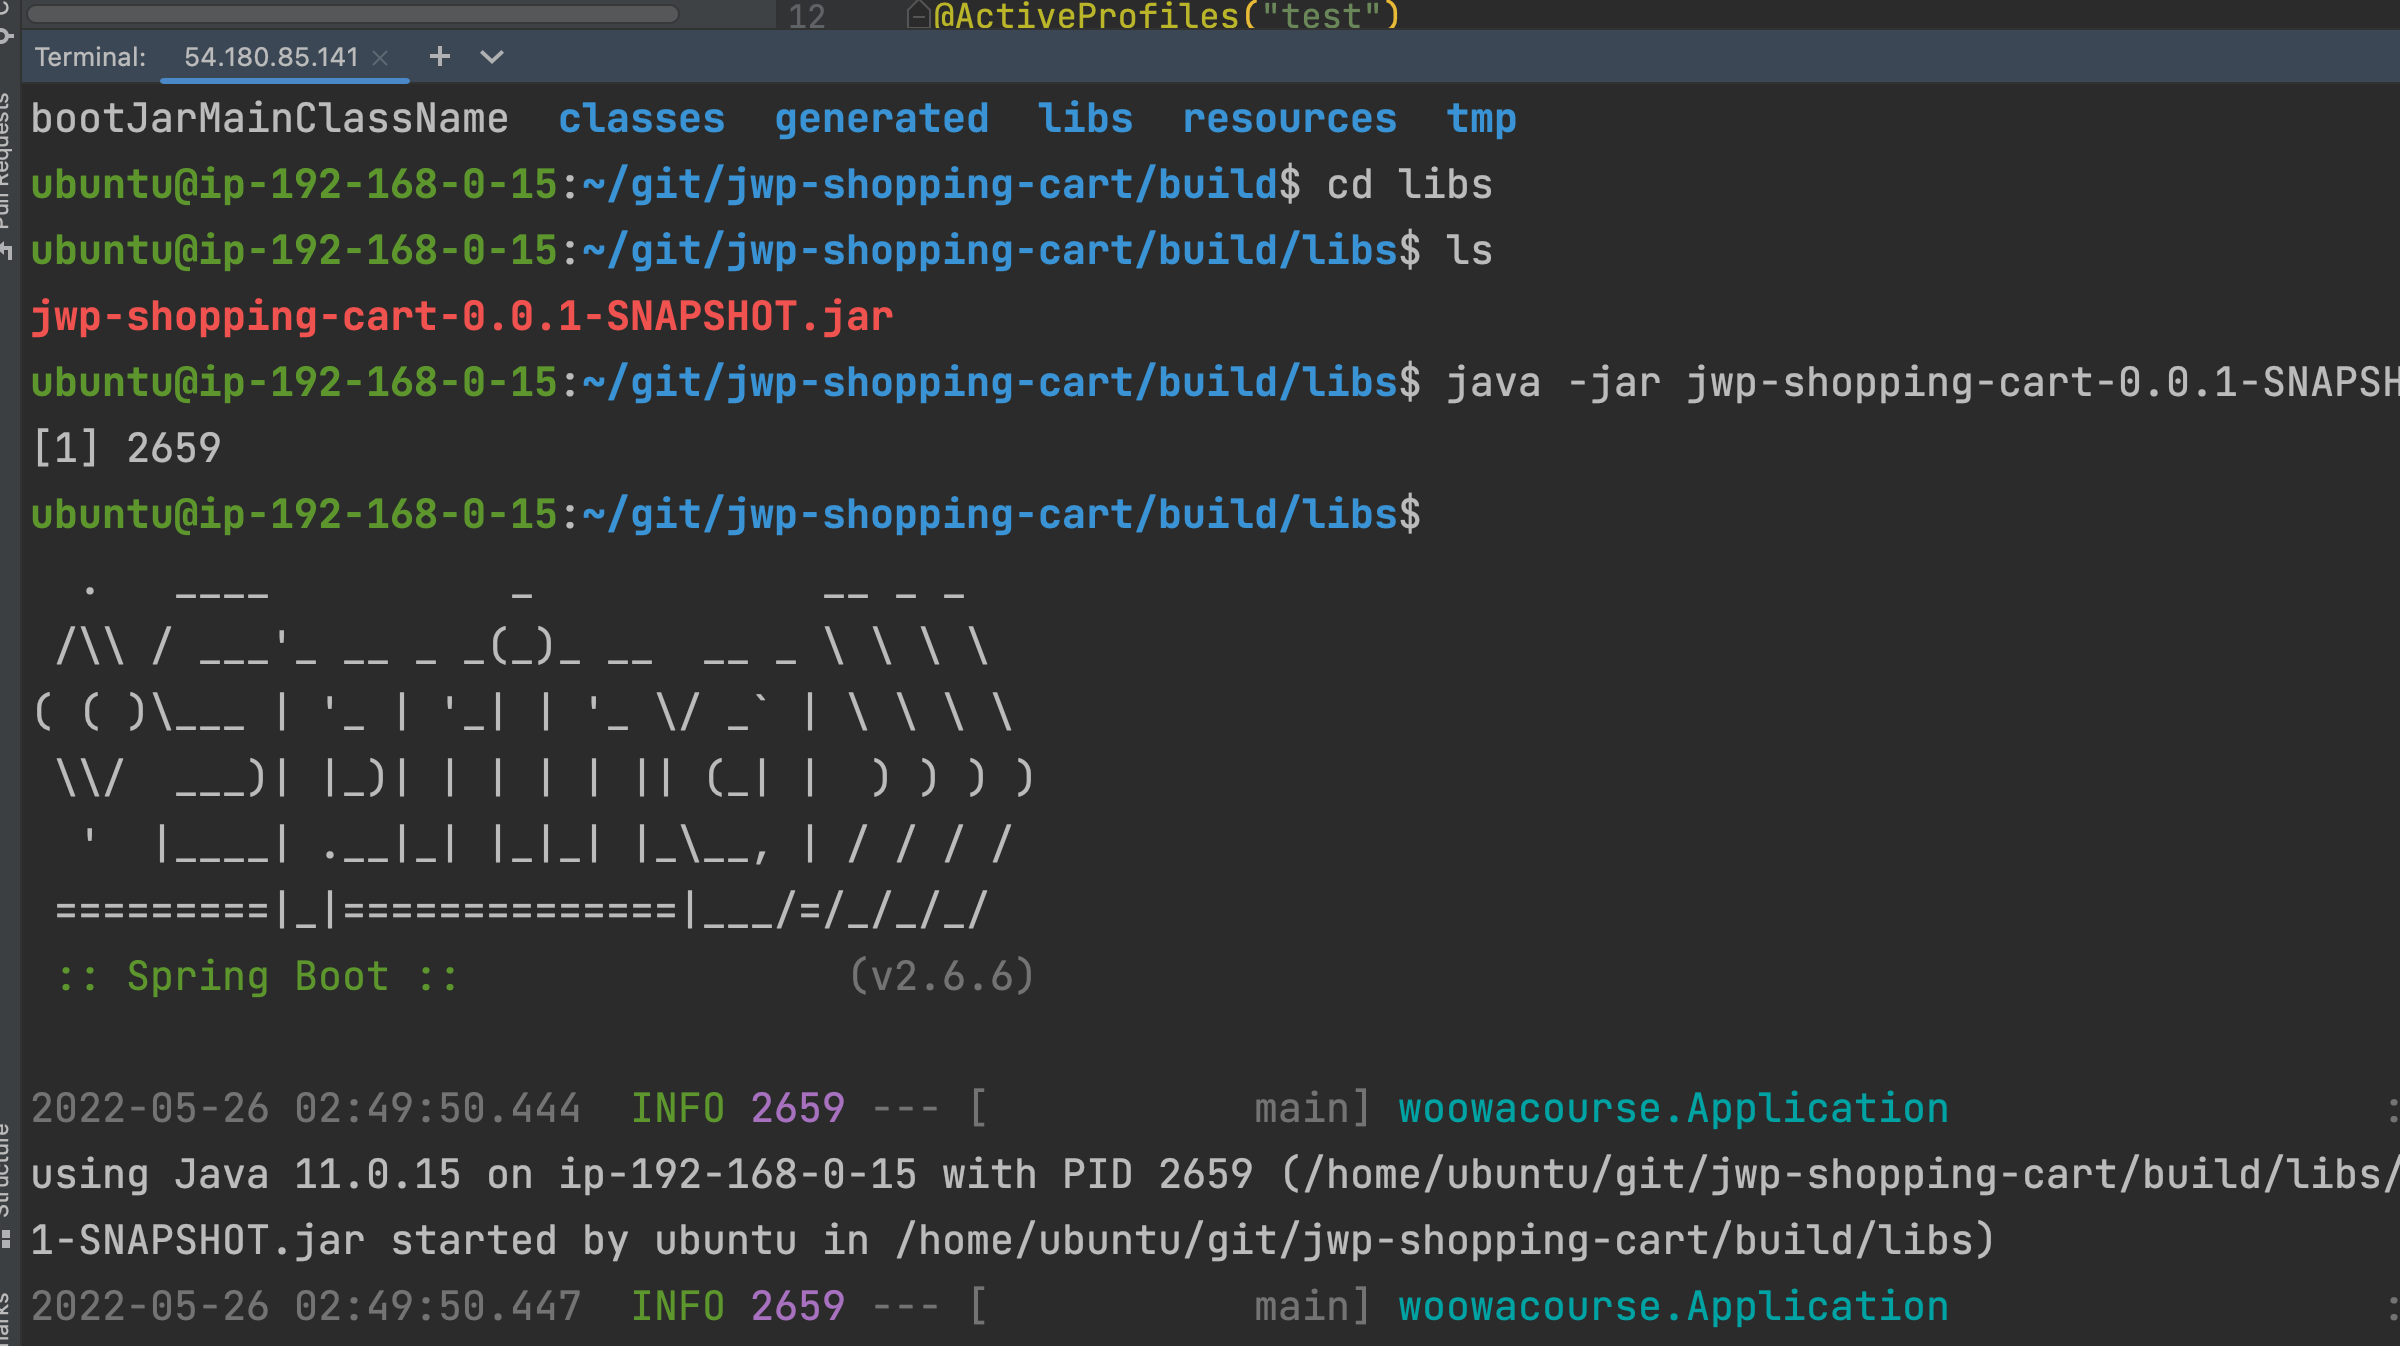 12 @ActiveProfiles("test")
Terminal: 54.180.85.141
bootJarMainClassName classes generated libs resources tmp
ubuntu@ip-192-168-0-15:~/git/jwp-shopping-cart/build$ cd libs
ubuntu@ip-192-168-0-15:~/git/jwp-shopping-cart/build/libs$ ls
jwp-shopping-cart-0.0.1-SNAPSHOT.jar
ubuntu@ip-192-168-0-15:~/git/jwp-shopping-cart/build/libs$ java -jar jwp-shopping-cart-0.0.1-SNAPSH
[1] 2659
ubuntu@ip-192-168-0-15:~/git/jwp-shopping-cart/build/libs$
  .   ____          _            __ _ _
 /\\ / ___'_ __ _ _(_)_ __  __ _ \ \ \ \
( ( )\___ | '_ | '_| | '_ \/ _` | \ \ \ \
 \\/  ___)| |_)| | | | | || (_| |  ) ) ) )
  '  |____| .__|_| |_|_| |_\__, | / / / /
 =========|_|==============|___/=/_/_/_/
 :: Spring Boot ::                (v2.6.6)
2022-05-26 02:49:50.444  INFO 2659 --- [           main] woowacourse.Application                  :
using Java 11.0.15 on ip-192-168-0-15 with PID 2659 (/home/ubuntu/git/jwp-shopping-cart/build/libs/
1-SNAPSHOT.jar started by ubuntu in /home/ubuntu/git/jwp-shopping-cart/build/libs)
2022-05-26 02:49:50.447  INFO 2659 --- [           main] woowacourse.Application                  :
Pull Requests
Structure